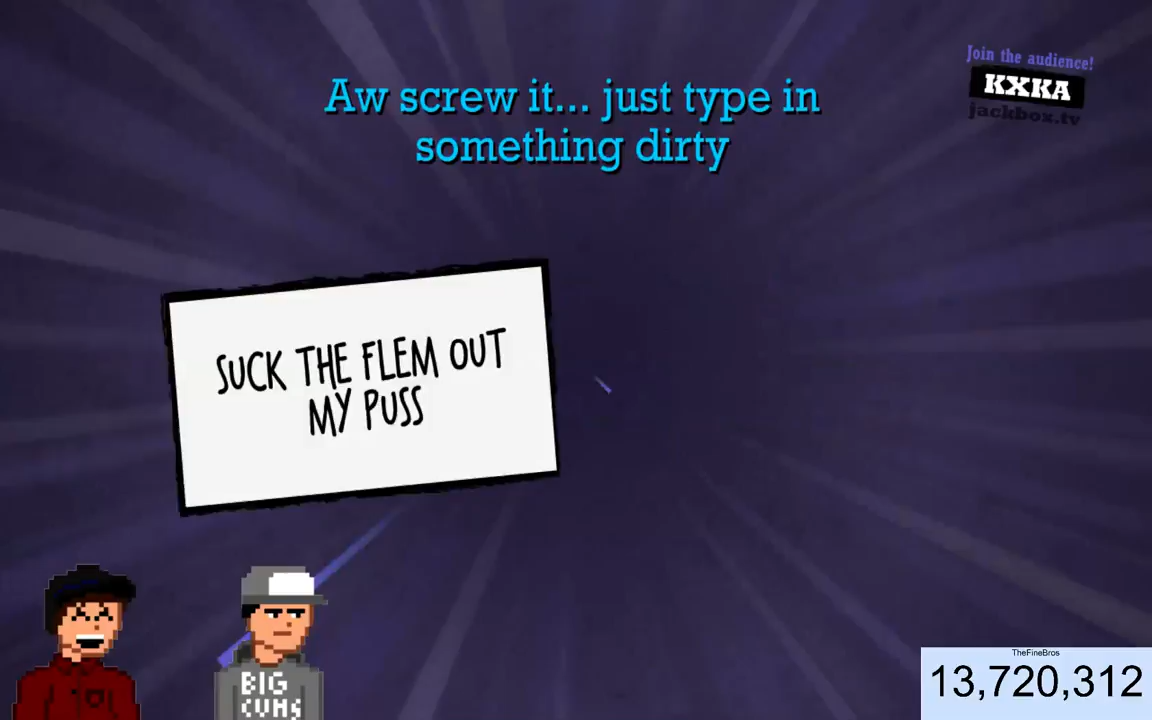 Join the audience!
KXKA
jackbox.tv
Aw screw it... just type in
something dirty
SUCK THE FLEM OUT
MY PUSS
BIG
CUMS
TheFineBros
13,720,312